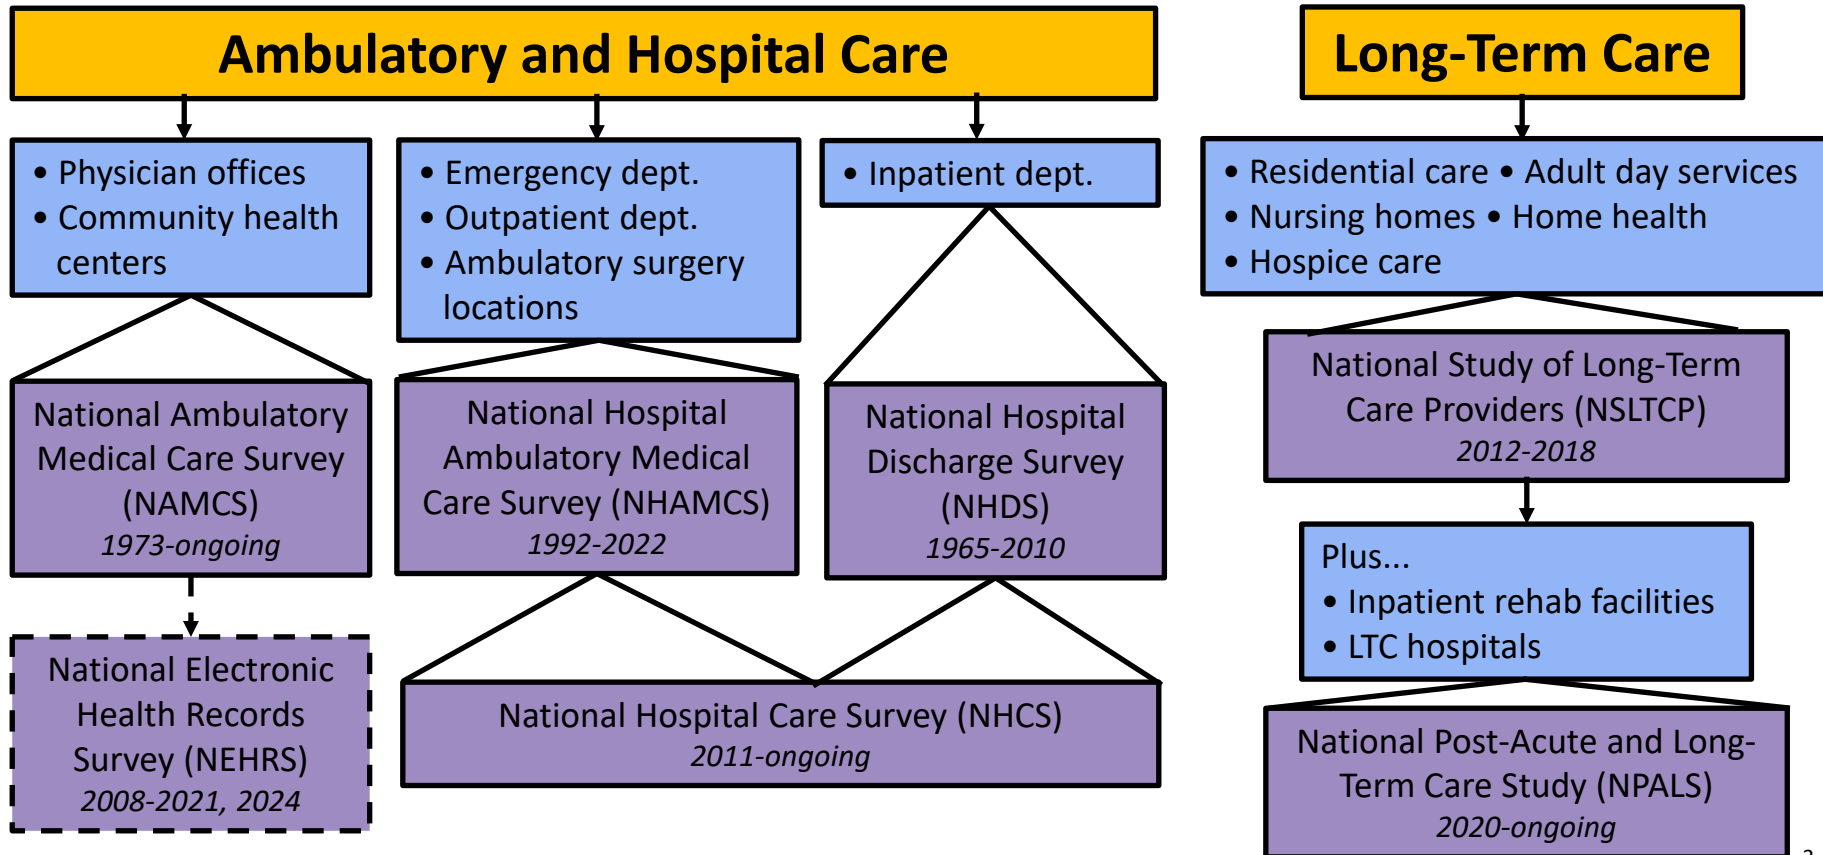 Ambulatory and Hospital Care
• Physician offices
• Community health
centers
National Ambulatory
Medical Care Survey
(NAMCS)
1973-ongoing
National Electronic
Health Records
Survey (NEHRS)
2008-2021, 2024
• Emergency dept.
• Outpatient dept.
• Ambulatory surgery
locations
National Hospital
Ambulatory Medical
Care Survey (NHAMCS)
1992-2022
• Inpatient dept.
National Hospital
Discharge Survey
(NHDS)
1965-2010
National Hospital Care Survey (NHCS)
2011-ongoing
Long-Term Care
• Residential care • Adult day services
• Nursing homes • Home health
• Hospice care
National Study of Long-Term
Care Providers (NSLTCP)
2012-2018
Plus...
• Inpatient rehab facilities
• LTC hospitals
National Post-Acute and Long-
Term Care Study (NPALS)
2020-ongoing